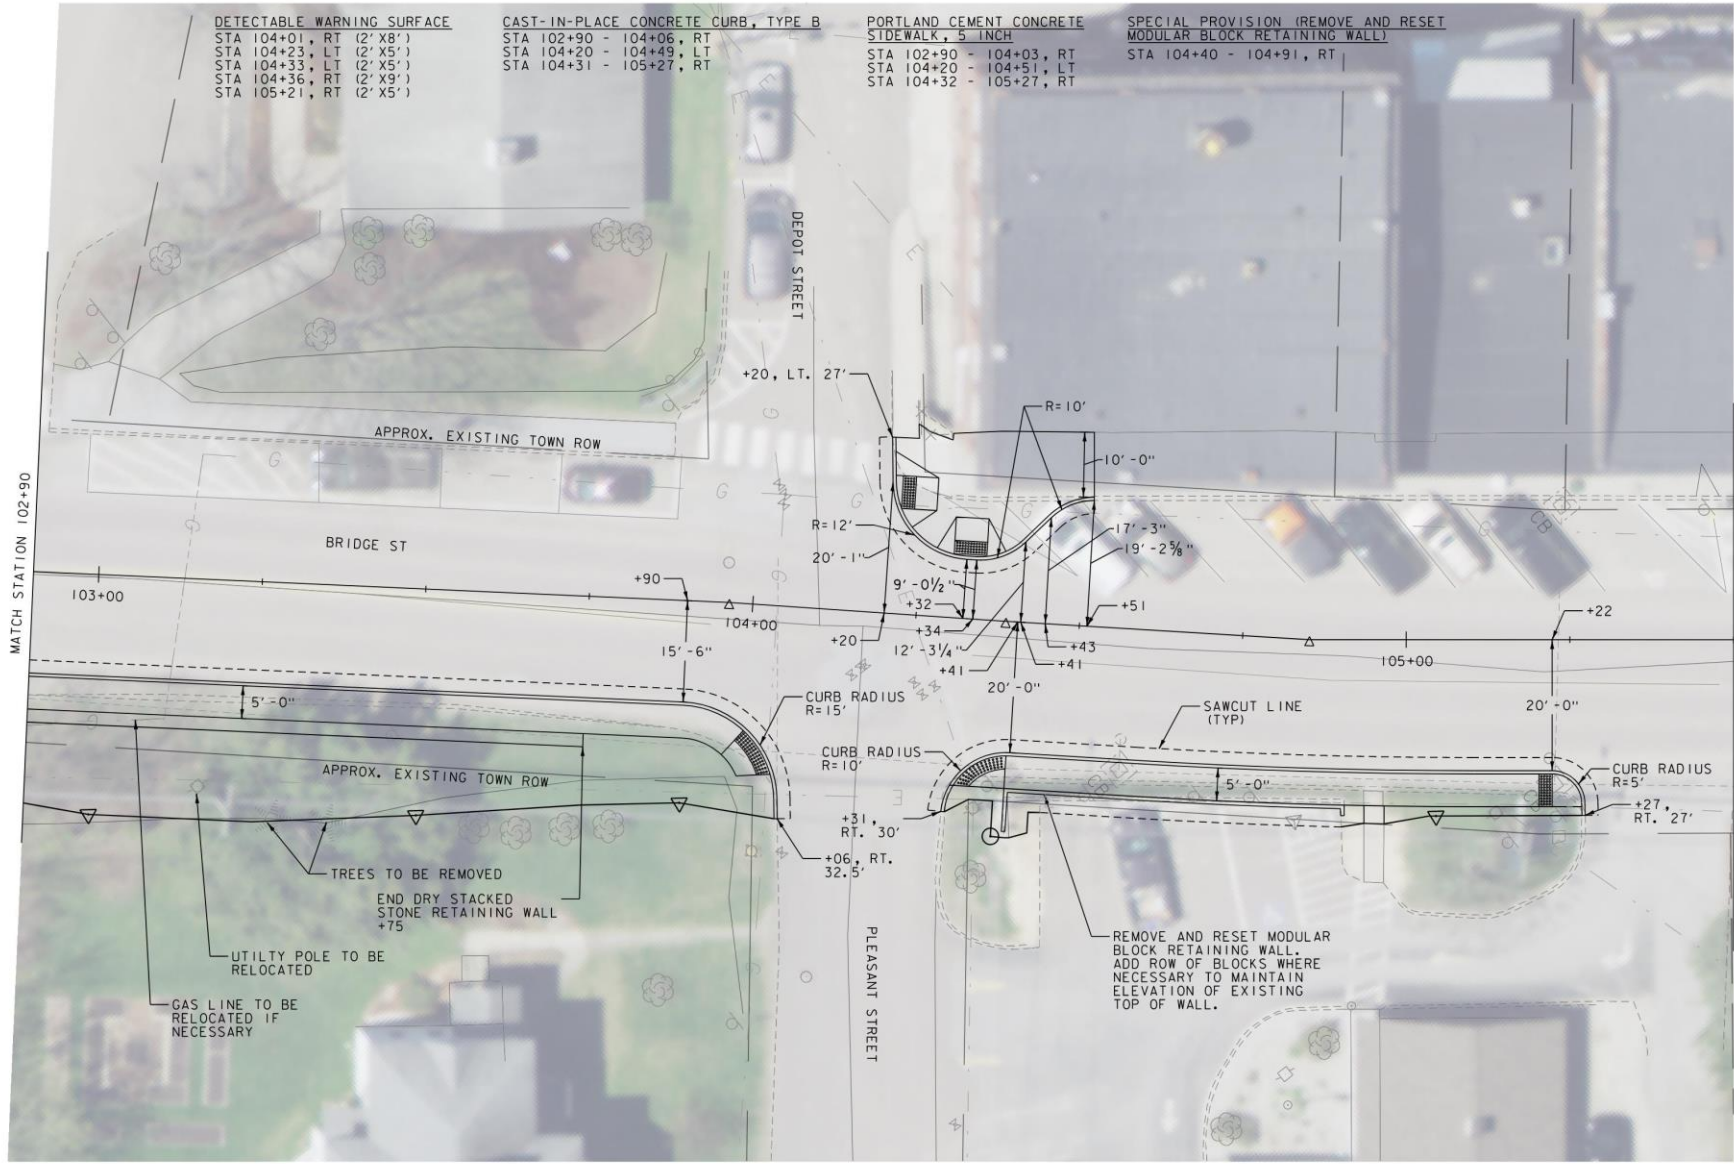 DETECTABLE WARNING SURFACE
STA 104+01, RT (2'X8')
STA 104+23, LT (2'X5')
STA 104+33, LT (2'X5')
STA 104+36, RT (2'X9')
STA 105+21, RT (2'X5')
CAST-IN-PLACE CONCRETE CURB, TYPE B
STA 102+90 - 104+06, RT
STA 104+20 - 104+49, LT
STA 104+31 - 105+27, RT
PORTLAND CEMENT CONCRETE
SIDEWALK, 5 INCH
STA 102+90 - 104+03, RT
STA 104+20 - 104+51, LT
STA 104+32 - 105+27, RT
SPECIAL PROVISION (REMOVE AND RESET
MODULAR BLOCK RETAINING WALL)
STA 104+40 - 104+91, RT
DEPOT STREET
+20, LT. 27'
R=10'
APPROX. EXISTING TOWN ROW
10'-0"
MATCH STATION 102+90
BRIDGE ST
R=12'
20'-1"
17'-3"
19'-2⅝"
9'-0½"
+90
103+00
104+00
+32
+34
+20
12'-3¼"
+41
+41
+43
+51
+22
105+00
15'-6"
20'-0"
20'-0"
5'-0"
CURB RADIUS
R=15'
SAWCUT LINE
(TYP)
CURB RADIUS
R=10'
APPROX. EXISTING TOWN ROW
5'-0"
CURB RADIUS
R=5'
+27,
RT. 27'
+31,
RT. 30'
+06, RT.
32.5'
TREES TO BE REMOVED
END DRY STACKED
STONE RETAINING WALL
+75
UTILTY POLE TO BE
RELOCATED
GAS LINE TO BE
RELOCATED IF
NECESSARY
PLEASANT STREET
REMOVE AND RESET MODULAR
BLOCK RETAINING WALL.
ADD ROW OF BLOCKS WHERE
NECESSARY TO MAINTAIN
ELEVATION OF EXISTING
TOP OF WALL.
G
G
G
G
G
G
E
E
E
CB
CB